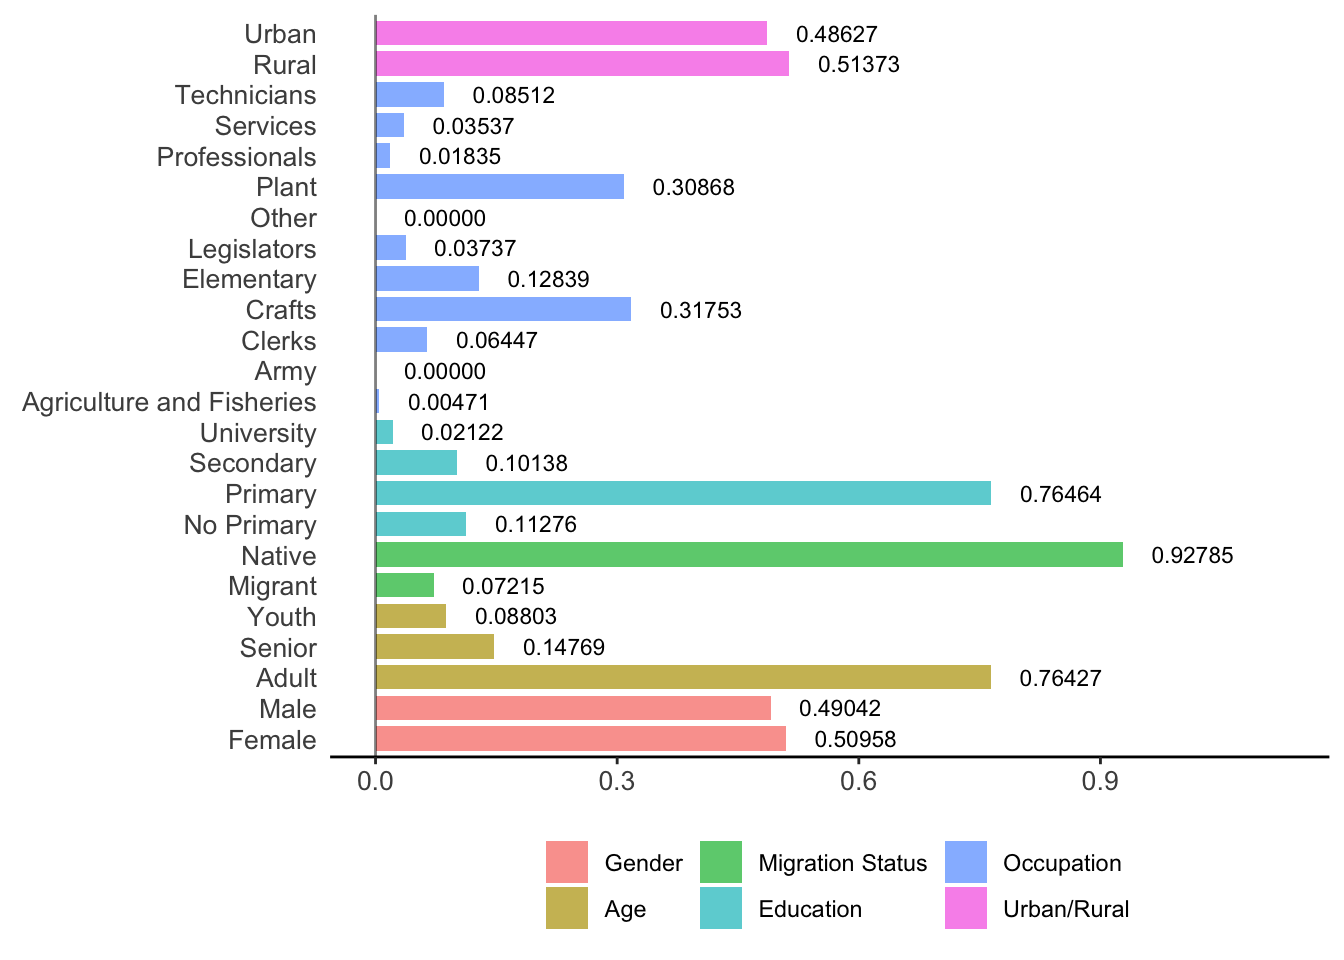 Urban 0.48627
Rural 0.51373
Technicians 0.08512
Services 0.03537
Professionals 0.01835
Plant 0.30868
Other 0.00000
Legislators 0.03737
Elementary 0.12839
Crafts 0.31753
Clerks 0.06447
Army 0.00000
Agriculture and Fisheries 0.00471
University 0.02122
Secondary 0.10138
Primary 0.76464
No Primary 0.11276
Native 0.92785
Migrant 0.07215
Youth 0.08803
Senior 0.14769
Adult 0.76427
Male 0.49042
Female 0.50958
0.0 0.3 0.6 0.9
Gender Migration Status Occupation
Age Education Urban/Rural